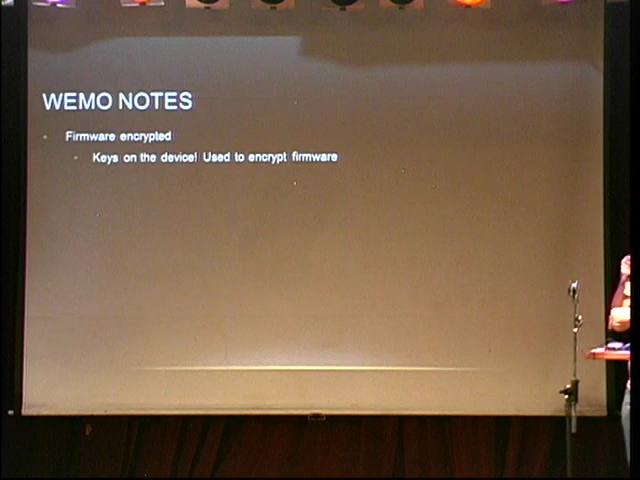 WEMO NOTES
Firmware encrypted
Keys on the device! Used to encrypt firmware